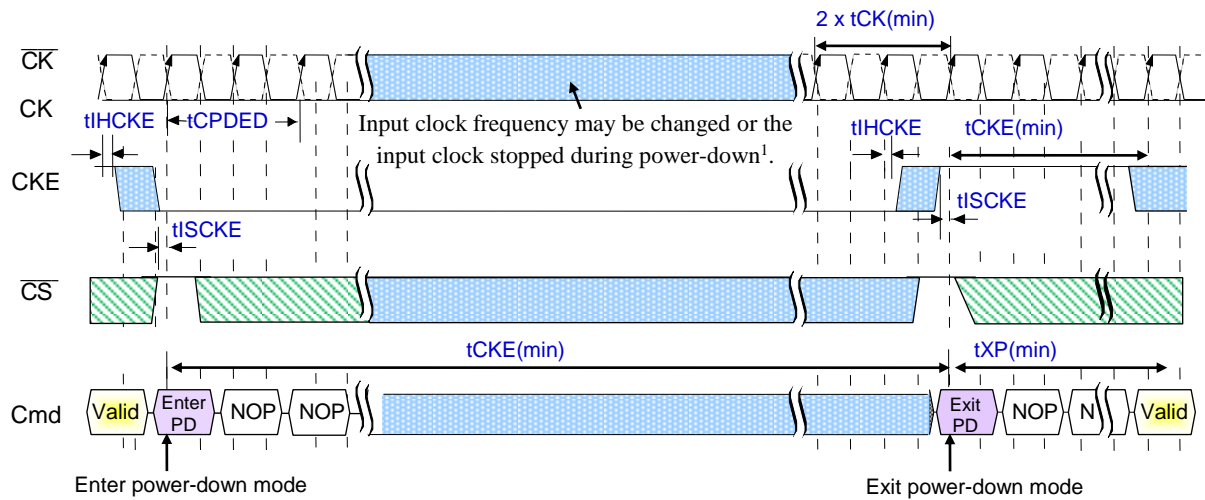 2 x tCK(min)
CK
CK
tIHCKE
tCPDED
Input clock frequency may be changed or the
input clock stopped during power-down1.
tIHCKE
tCKE(min)
CKE
tISCKE
tISCKE
CS
tCKE(min)
tXP(min)
Cmd
Valid
Enter
PD
NOP
NOP
Exit
PD
NOP
N
Valid
Enter power-down mode
Exit power-down mode